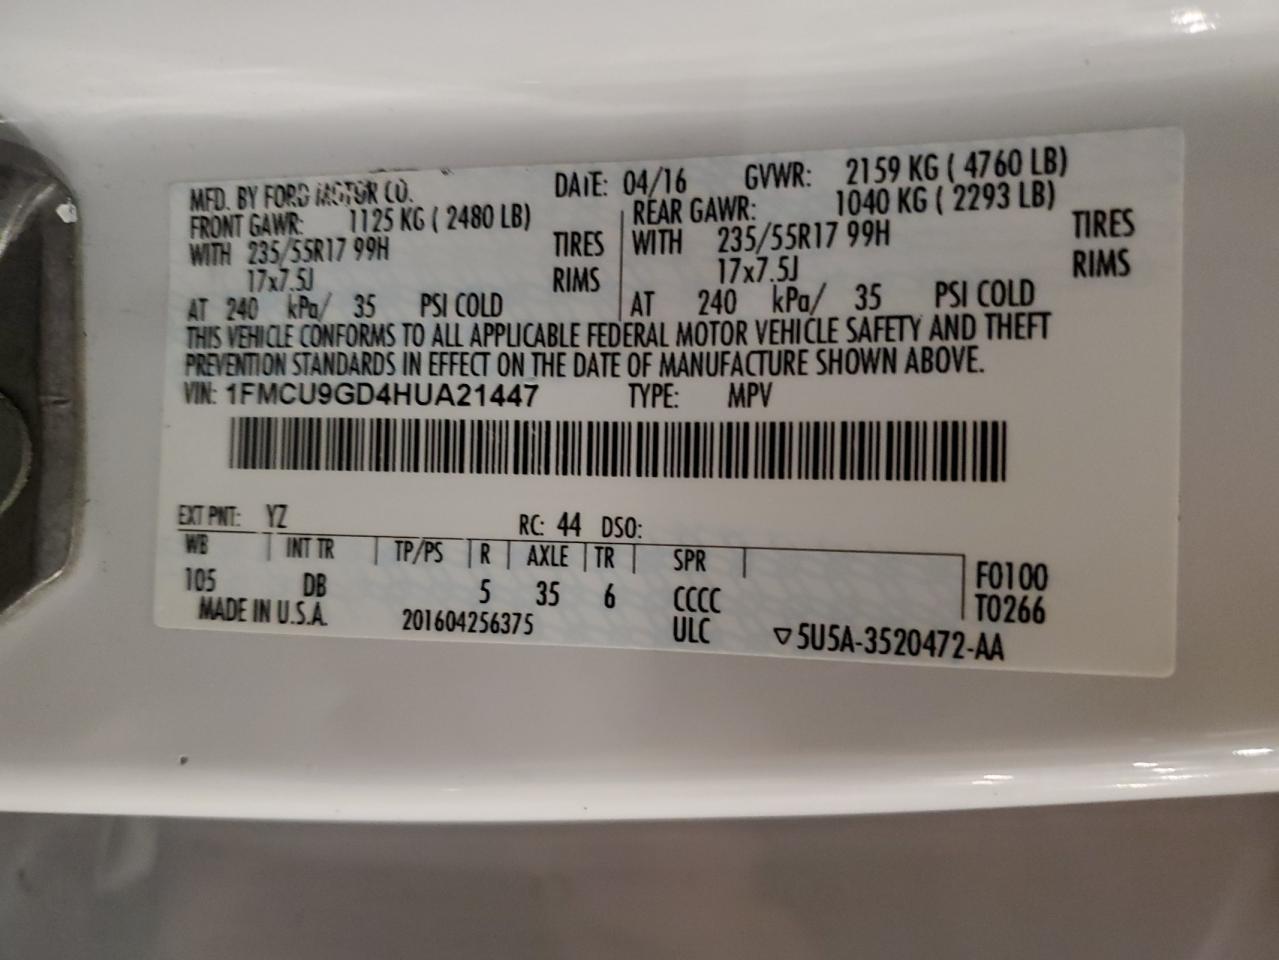 MFD. BY FORD MOTOR CO. DATE: 04/16 GVWR: 2159 KG ( 4760 LB)
FRONT GAWR: 1125 KG ( 2480 LB) REAR GAWR: 1040 KG ( 2293 LB)
WITH 235/55R17 99H TIRES WITH 235/55R17 99H TIRES
17x7.5J RIMS 17x7.5J RIMS
AT 240 kPa/ 35 PSI COLD AT 240 kPa/ 35 PSI COLD
THIS VEHICLE CONFORMS TO ALL APPLICABLE FEDERAL MOTOR VEHICLE SAFETY AND THEFT
PREVENTION STANDARDS IN EFFECT ON THE DATE OF MANUFACTURE SHOWN ABOVE.
VIN: 1FMCU9GD4HUA21447 TYPE: MPV
EXT PNT: YZ RC: 44 DSO:
WB INT TR TP/PS R AXLE TR SPR
105 DB 5 35 6 CCCC F0100
T0266
MADE IN U.S.A. 201604256375 ULC ▽5U5A-3520472-AA